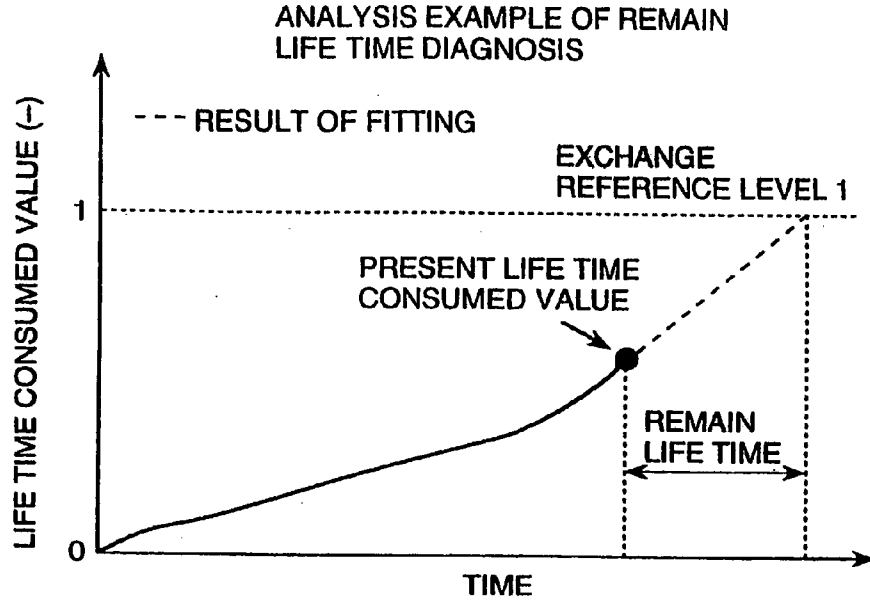 ANALYSIS EXAMPLE OF REMAIN
LIFE TIME DIAGNOSIS
LIFE TIME CONSUMED VALUE (–)
RESULT OF FITTING
EXCHANGE
REFERENCE LEVEL 1
1
PRESENT LIFE TIME
CONSUMED VALUE
REMAIN
LIFE TIME
0
TIME